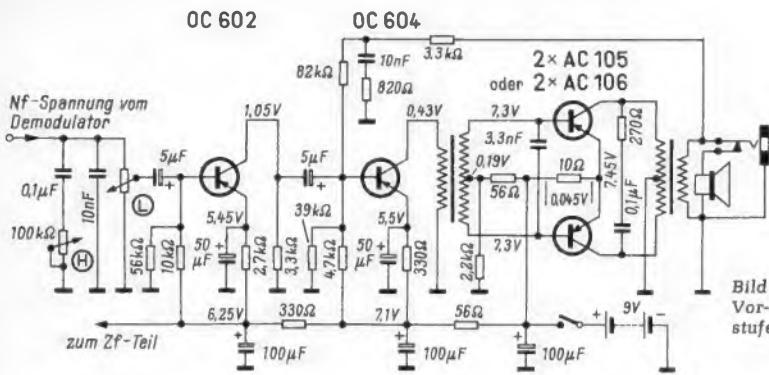 OC 602
OC 604
3,3kΩ
10nF
82kΩ
820Ω
2× AC 105
oder 2× AC 106
Nf-Spannung vom
Demodulator
1,05V
0,43V
7,3V
270Ω
5µF
5µF
3,3nF
0,19V
10Ω
7,45V
0,1µF
10nF
L
56Ω
0,045V
0,1µF
5,45V
39kΩ
5,5V
7,3V
100kΩ
H
56kΩ
10kΩ
50
µF
2,7kΩ
3,3kΩ
4,7kΩ
50
µF
330Ω
2,2kΩ
Bild
Vor-
stufe
6,25V
330Ω
7,1V
56Ω
9V
zum Zf-Teil
100µF
100µF
100µF